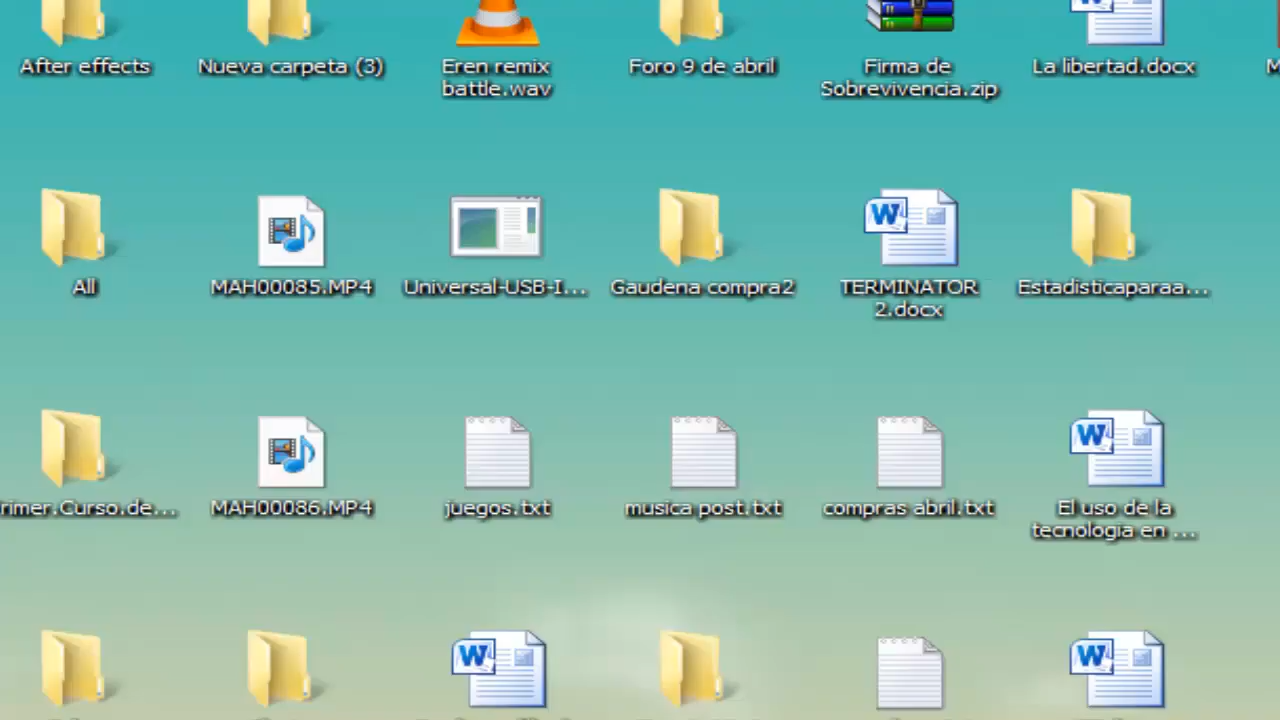 After effects
Nueva carpeta (3)
Eren remix
battle.wav
Foro 9 de abril
Firma de
Sobrevivencia.zip
La libertad.docx
All
MAH00085.MP4
Universal-USB-I...
Gaudena compra2
TERMINATOR
2.docx
Estadisticaparaa...
rimer.Curso.de...
MAH00086.MP4
juegos.txt
musica post.txt
compras abril.txt
El uso de la
tecnologia en ...